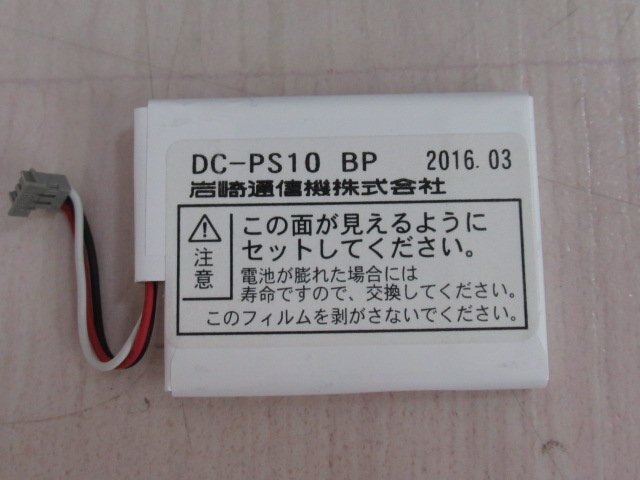 DC-PS10 BP 2016.03
岩崎通信機株式会社
注意
この面が見えるように
セットしてください。
電池が膨れた場合には
寿命ですので、交換してください。
このフィルムを剥がさないでください。